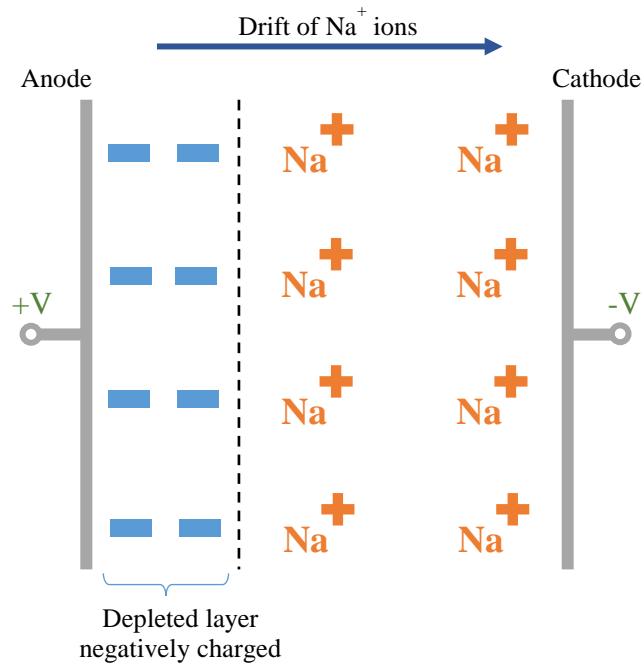 Drift of Na⁺ ions
Anode
Cathode
Na⁺ Na⁺
Na⁺ Na⁺
+V
-V
Na⁺ Na⁺
Na⁺ Na⁺
Depleted layer
negatively charged